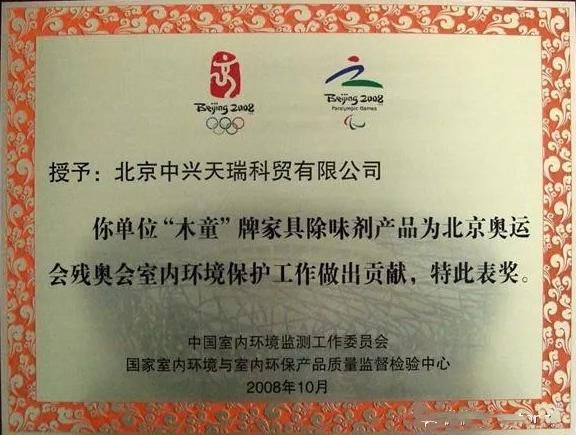 Beijing 2008
Beijing 2008
Paralympic Games
授予：北京中兴天瑞科贸有限公司
你单位“木童”牌家具除味剂产品为北京奥运
会残奥会室内环境保护工作做出贡献，特此表奖。
中国室内环境监测工作委员会
国家室内环境与室内环保产品质量监督检验中心
2008年10月